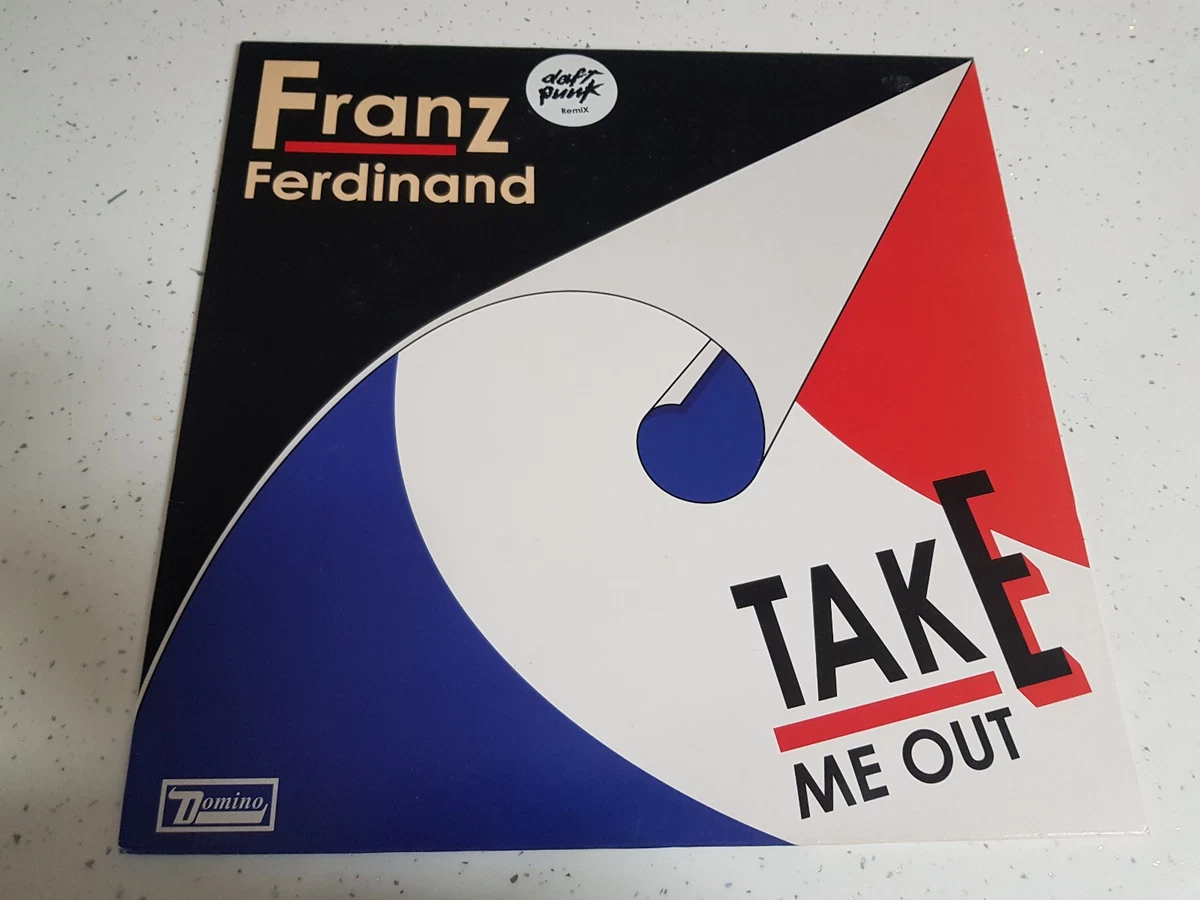 Franz
Ferdinand
daft
punk
RemiX
TAKE
ME OUT
Domino